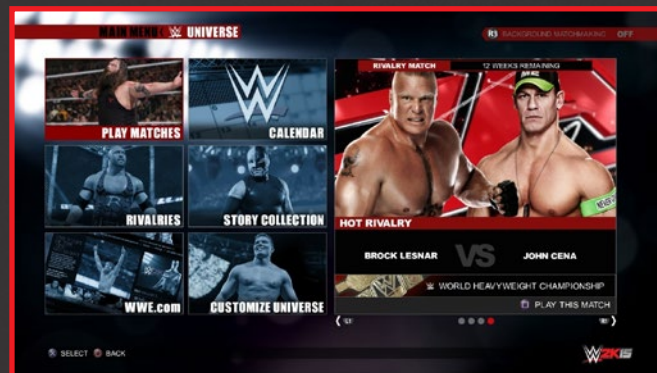 MAIN MENU WWE UNIVERSE
R3 BACKGROUND MATCHMAKING OFF
PLAY MATCHES
CALENDAR
RIVALRIES
STORY COLLECTION
WWE.com
CUSTOMIZE UNIVERSE
RIVALRY MATCH 12 WEEKS REMAINING
HOT RIVALRY
BROCK LESNAR VS JOHN CENA
WORLD HEAVYWEIGHT CHAMPIONSHIP
PLAY THIS MATCH
SELECT BACK
W2K15